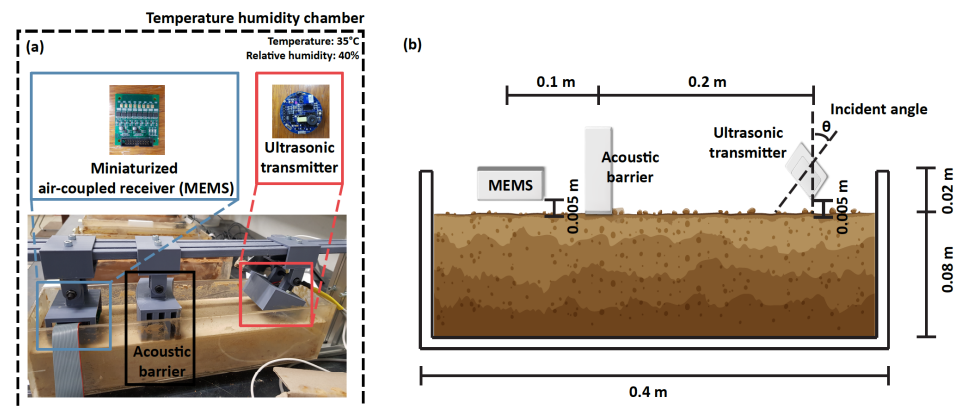 Temperature humidity chamber
(a)
Temperature: 35°C
Relative humidity: 40%
Miniaturized
air-coupled receiver (MEMS)
Ultrasonic
transmitter
Acoustic
barrier
(b)
0.1 m
0.2 m
Incident angle
θ
Ultrasonic
transmitter
Acoustic
barrier
MEMS
0.005 m
0.005 m
0.02 m
0.08 m
0.4 m